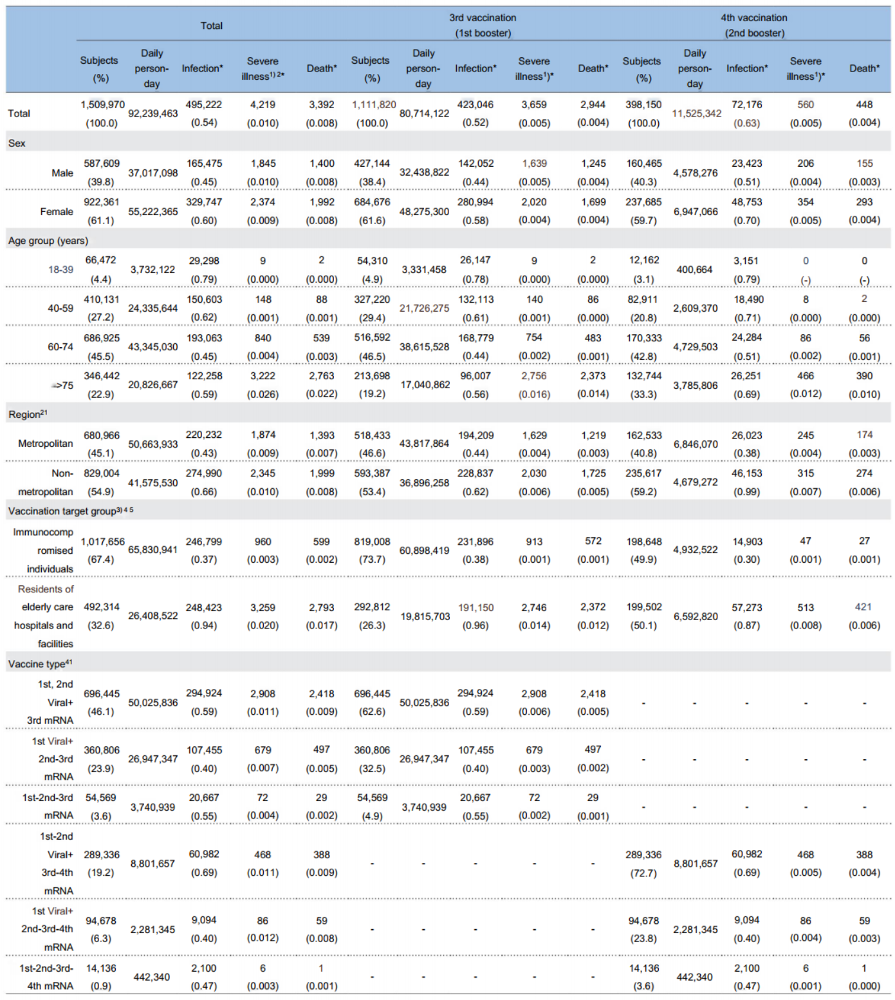 Total 3rd vaccination (1st booster) 4th vaccination (2nd booster)
Subjects (%) Daily person-day Infection* Severe illness1) 2* Death* Subjects (%) Daily person-day Infection* Severe illness1)* Death* Subjects (%) Daily person-day Infection* Severe illness1)* Death*
Total 1,509,970 (100.0) 92,239,463 495,222 (0.54) 4,219 (0.010) 3,392 (0.008) 1,111,820 (100.0) 80,714,122 423,046 (0.52) 3,659 (0.005) 2,944 (0.004) 398,150 (100.0) 11,525,342 72,176 (0.63) 560 (0.005) 448 (0.004)
Sex
Male 587,609 (39.8) 37,017,098 165,475 (0.45) 1,845 (0.010) 1,400 (0.008) 427,144 (38.4) 32,438,822 142,052 (0.44) 1,639 (0.005) 1,245 (0.004) 160,465 (40.3) 4,578,276 23,423 (0.51) 206 (0.004) 155 (0.003)
Female 922,361 (61.1) 55,222,365 329,747 (0.60) 2,374 (0.009) 1,992 (0.008) 684,676 (61.6) 48,275,300 280,994 (0.58) 2,020 (0.004) 1,699 (0.004) 237,685 (59.7) 6,947,066 48,753 (0.70) 354 (0.005) 293 (0.004)
Age group (years)
18-39 66,472 (4.4) 3,732,122 29,298 (0.79) 9 (0.000) 2 (0.000) 54,310 (4.9) 3,331,458 26,147 (0.78) 9 (0.000) 2 (0.000) 12,162 (3.1) 400,664 3,151 (0.79) 0 (-) 0 (-)
40-59 410,131 (27.2) 24,335,644 150,603 (0.62) 148 (0.001) 88 (0.001) 327,220 (29.4) 21,726,275 132,113 (0.61) 140 (0.001) 86 (0.000) 82,911 (20.8) 2,609,370 18,490 (0.71) 8 (0.000) 2 (0.000)
60-74 686,925 (45.5) 43,345,030 193,063 (0.45) 840 (0.004) 539 (0.003) 516,592 (46.5) 38,615,528 168,779 (0.44) 754 (0.002) 483 (0.001) 170,333 (42.8) 4,729,503 24,284 (0.51) 86 (0.002) 56 (0.001)
=>75 346,442 (22.9) 20,826,667 122,258 (0.59) 3,222 (0.026) 2,763 (0.022) 213,698 (19.2) 17,040,862 96,007 (0.56) 2,756 (0.016) 2,373 (0.014) 132,744 (33.3) 3,785,806 26,251 (0.69) 466 (0.012) 390 (0.010)
Region21
Metropolitan 680,966 (45.1) 50,663,933 220,232 (0.43) 1,874 (0.009) 1,393 (0.007) 518,433 (46.6) 43,817,864 194,209 (0.44) 1,629 (0.004) 1,219 (0.003) 162,533 (40.8) 6,846,070 26,023 (0.38) 245 (0.004) 174 (0.003)
Non-metropolitan 829,004 (54.9) 41,575,530 274,990 (0.66) 2,345 (0.010) 1,999 (0.008) 593,387 (53.4) 36,896,258 228,837 (0.62) 2,030 (0.006) 1,725 (0.005) 235,617 (59.2) 4,679,272 46,153 (0.99) 315 (0.007) 274 (0.006)
Vaccination target group3) 4 5
Immunocomp romised individuals 1,017,656 (67.4) 65,830,941 246,799 (0.37) 960 (0.003) 599 (0.002) 819,008 (73.7) 60,898,419 231,896 (0.38) 913 (0.001) 572 (0.001) 198,648 (49.9) 4,932,522 14,903 (0.30) 47 (0.001) 27 (0.001)
Residents of elderly care hospitals and facilities 492,314 (32.6) 26,408,522 248,423 (0.94) 3,259 (0.020) 2,793 (0.017) 292,812 (26.3) 19,815,703 191,150 (0.96) 2,746 (0.014) 2,372 (0.012) 199,502 (50.1) 6,592,820 57,273 (0.87) 513 (0.008) 421 (0.006)
Vaccine type41
1st, 2nd Viral+ 3rd mRNA 696,445 (46.1) 50,025,836 294,924 (0.59) 2,908 (0.011) 2,418 (0.009) 696,445 (62.6) 50,025,836 294,924 (0.59) 2,908 (0.006) 2,418 (0.005) - - - - -
1st Viral+ 2nd-3rd mRNA 360,806 (23.9) 26,947,347 107,455 (0.40) 679 (0.007) 497 (0.005) 360,806 (32.5) 26,947,347 107,455 (0.40) 679 (0.003) 497 (0.002) - - - - -
1st-2nd-3rd mRNA 54,569 (3.6) 3,740,939 20,667 (0.55) 72 (0.004) 29 (0.002) 54,569 (4.9) 3,740,939 20,667 (0.55) 72 (0.002) 29 (0.001) - - - - -
1st-2nd Viral+ 3rd-4th mRNA 289,336 (19.2) 8,801,657 60,982 (0.69) 468 (0.011) 388 (0.009) - - - - - 289,336 (72.7) 8,801,657 60,982 (0.69) 468 (0.005) 388 (0.004)
1st Viral+ 2nd-3rd-4th mRNA 94,678 (6.3) 2,281,345 9,094 (0.40) 86 (0.012) 59 (0.008) - - - - - 94,678 (23.8) 2,281,345 9,094 (0.40) 86 (0.004) 59 (0.003)
1st-2nd-3rd-4th mRNA 14,136 (0.9) 442,340 2,100 (0.47) 6 (0.003) 1 (0.001) - - - - - 14,136 (3.6) 442,340 2,100 (0.47) 6 (0.001) 1 (0.000)